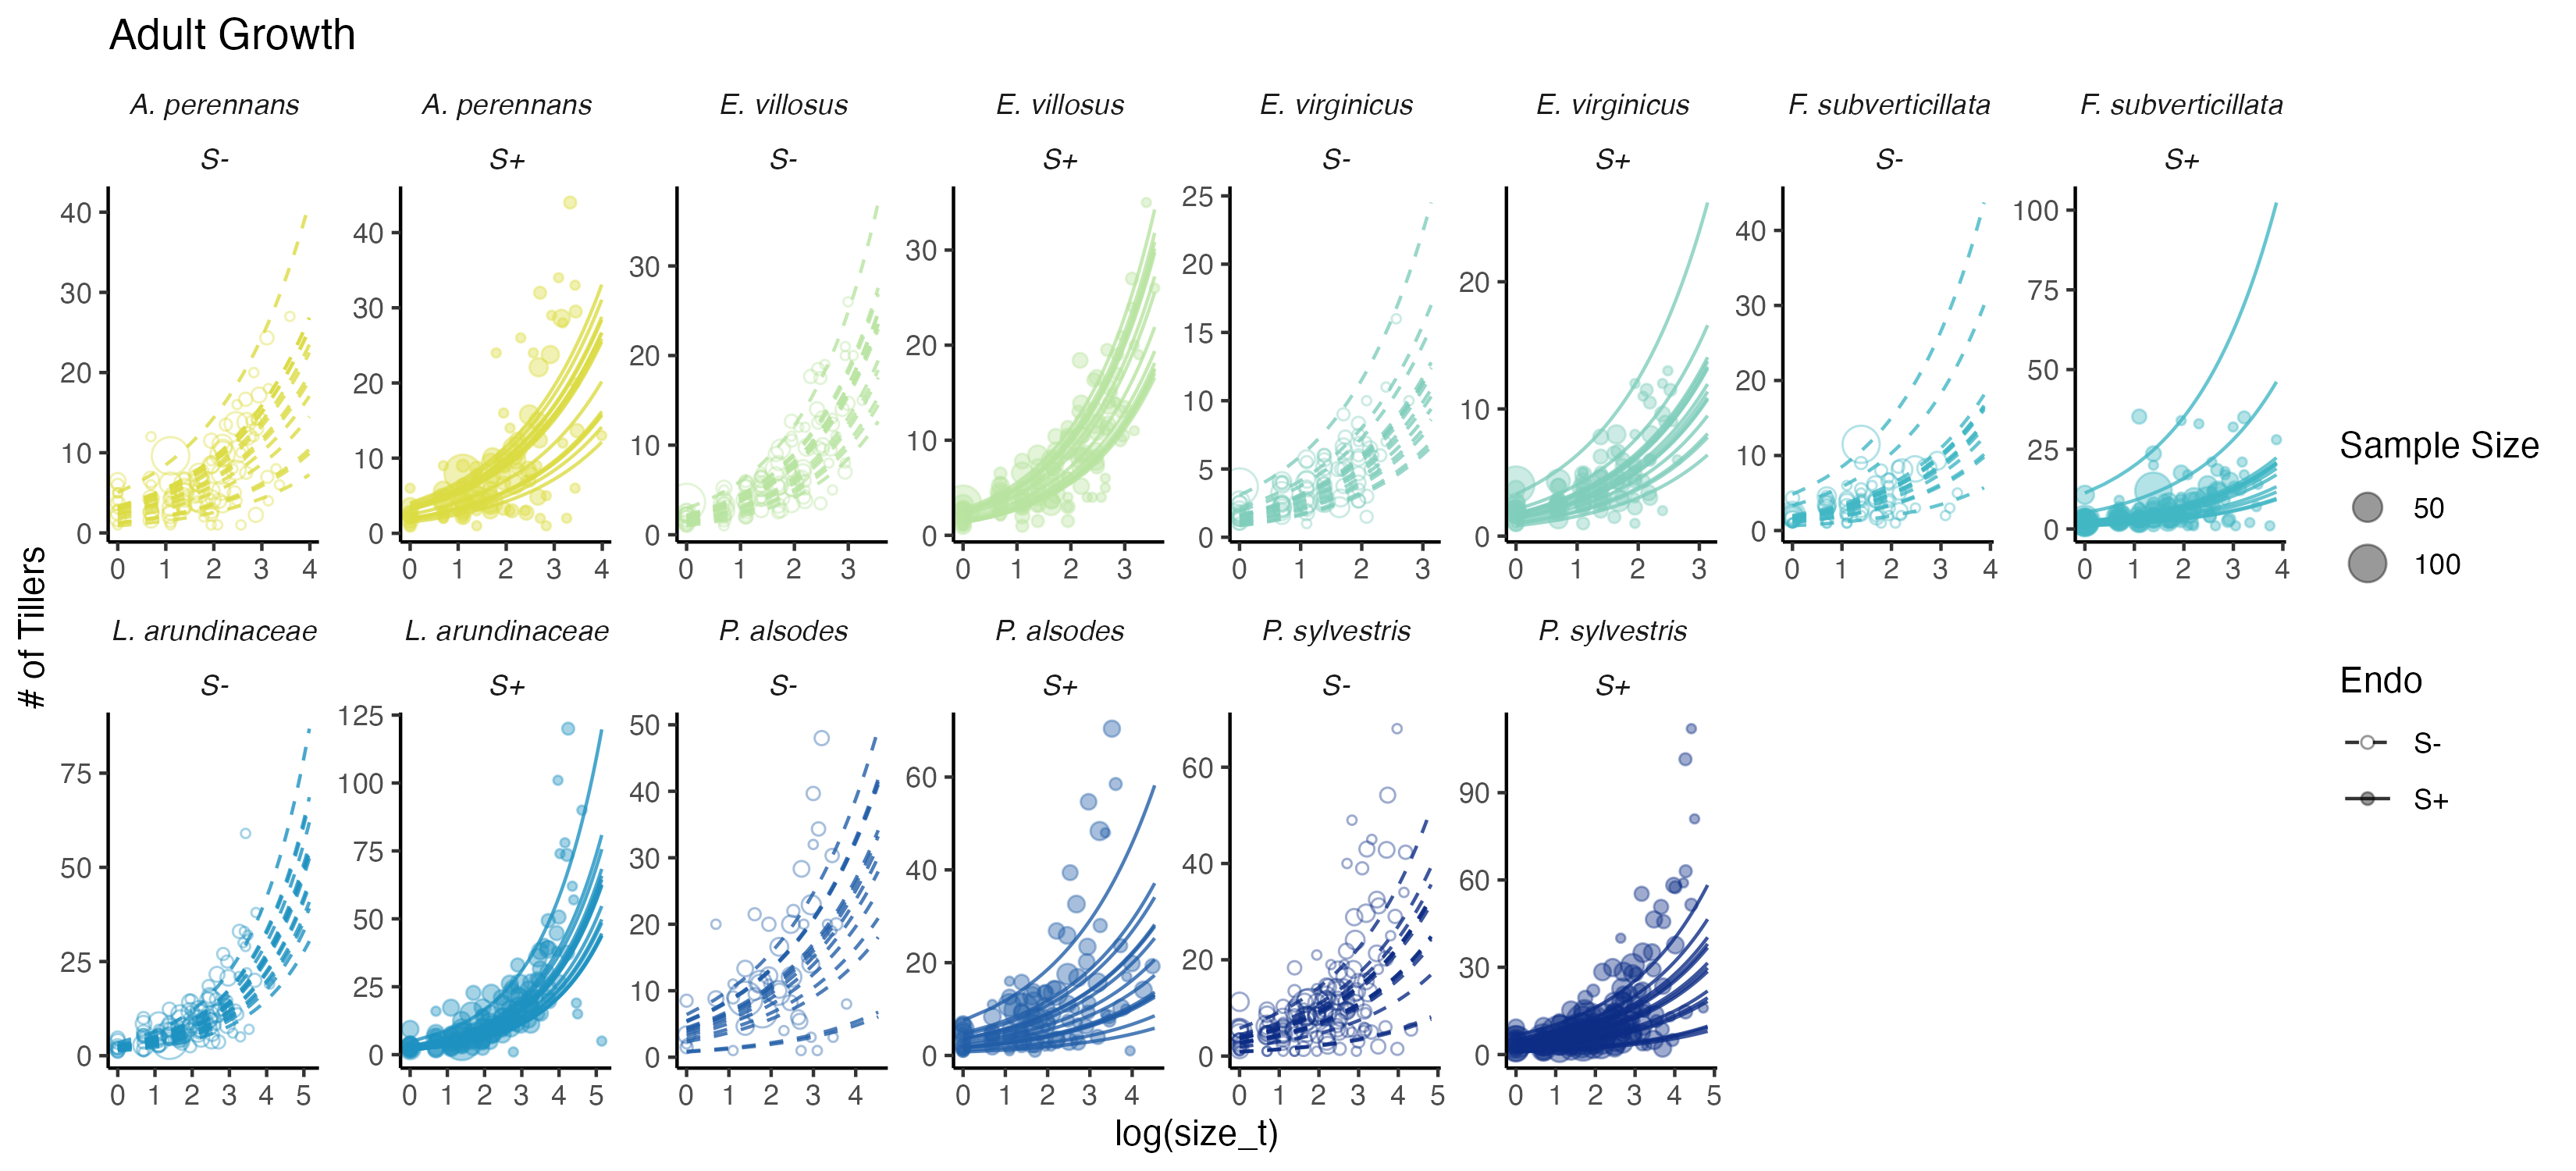 Adult Growth
A. perennans A. perennans E. villosus E. villosus E. virginicus E. virginicus F. subverticillata F. subverticillata
S- S+ S- S+ S- S+ S- S+
40 30 20 10 0
40 30 20 10 0
30 20 10 0
30 20 10 0
25 20 15 10 5 0
20 10 0
40 30 20 10 0
100 75 50 25 0
0 1 2 3 4 0 1 2 3 4 0 1 2 3 0 1 2 3 0 1 2 3 0 1 2 3 0 1 2 3 4 0 1 2 3 4
L. arundinaceae L. arundinaceae P. alsodes P. alsodes P. sylvestris P. sylvestris
S- S+ S- S+ S- S+
75 50 25 0
125 100 75 50 25 0
50 40 30 20 10 0
60 40 20 0
60 40 20 0
90 60 30 0
0 1 2 3 4 5 0 1 2 3 4 5 0 1 2 3 4 0 1 2 3 4 0 1 2 3 4 5 0 1 2 3 4 5
# of Tillers
log(size_t)
Sample Size
50
100
Endo
S-
S+